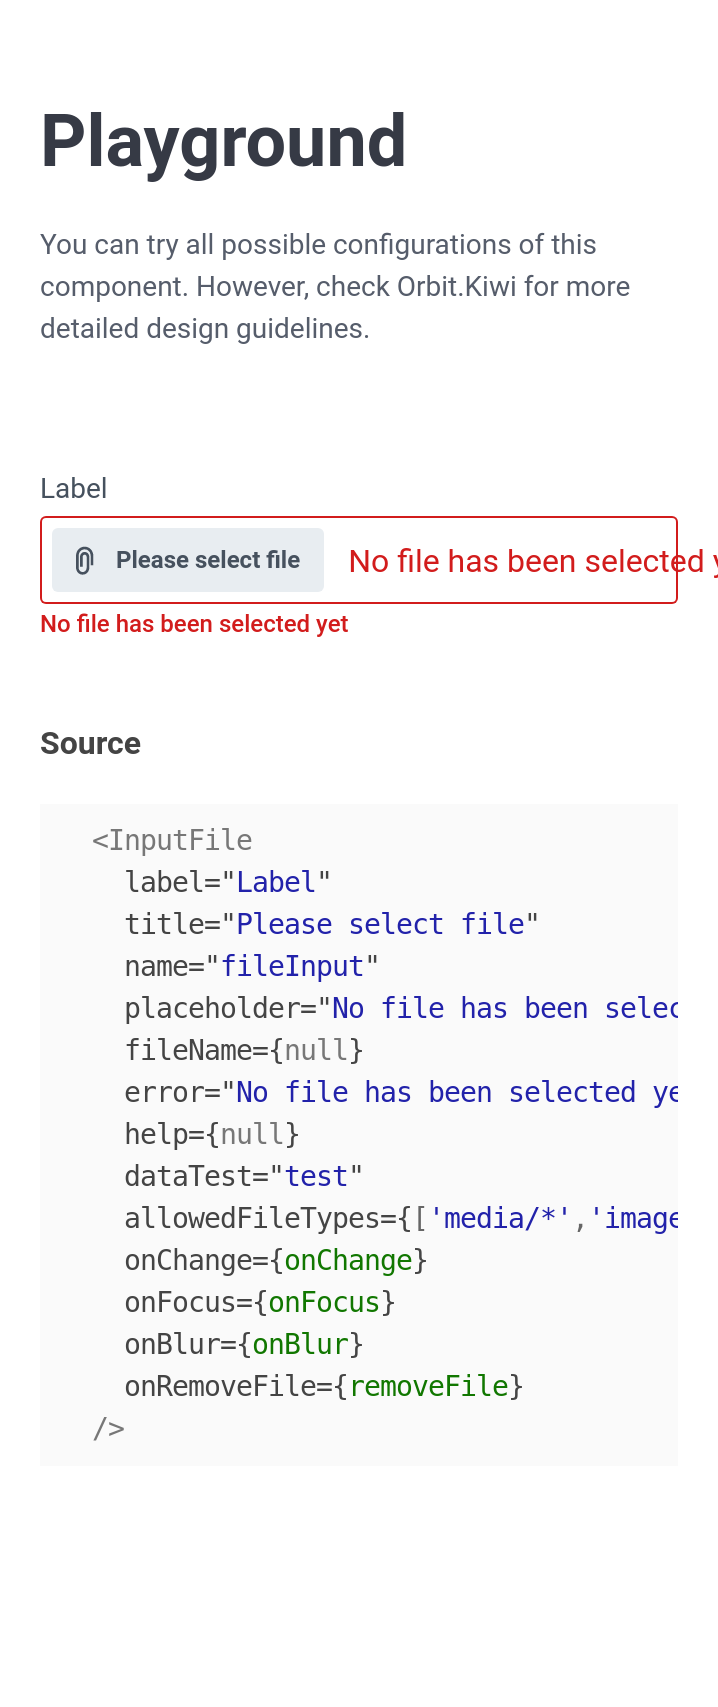 Playground
You can try all possible configurations of this
component. However, check Orbit.Kiwi for more
detailed design guidelines.
Label
Please select file No file has been selected
No file has been selected yet
Source
<InputFile
label="Label"
title="Please select file"
name="fileInput"
placeholder="No file has been selec
fileName={null}
error="No file has been selected ye
help={null}
dataTest="test"
allowedFileTypes={['media/*','image
onChange={onChange}
onFocus={onFocus}
onBlur={onBlur}
onRemoveFile={removeFile}
/>